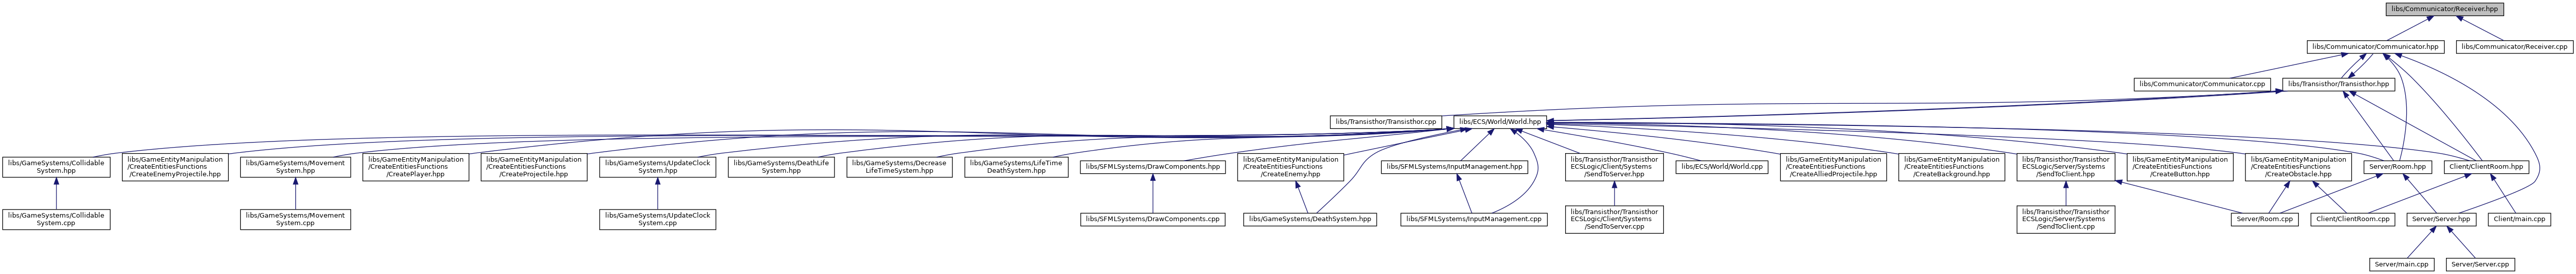 libs/Communicator/Receiver.hpp
libs/Communicator/Communicator.hpp
libs/Communicator/Receiver.cpp
libs/Communicator/Communicator.cpp
libs/Transisthor/Transisthor.hpp
libs/Transisthor/Transisthor.cpp
libs/ECS/World/World.hpp
libs/GameSystems/Collidable
System.hpp
libs/GameEntityManipulation
/CreateEntitiesFunctions
/CreateEnemyProjectile.hpp
libs/GameSystems/Movement
System.hpp
libs/GameEntityManipulation
/CreateEntitiesFunctions
/CreatePlayer.hpp
libs/GameEntityManipulation
/CreateEntitiesFunctions
/CreateProjectile.hpp
libs/GameSystems/UpdateClock
System.hpp
libs/GameSystems/DeathLife
System.hpp
libs/GameSystems/Decrease
LifeTimeSystem.hpp
libs/GameSystems/LifeTime
DeathSystem.hpp
libs/SFMLSystems/DrawComponents.hpp
libs/GameEntityManipulation
/CreateEntitiesFunctions
/CreateEnemy.hpp
libs/SFMLSystems/InputManagement.hpp
libs/Transisthor/Transisthor
ECSLogic/Client/Systems
/SendToServer.hpp
libs/ECS/World/World.cpp
libs/GameEntityManipulation
/CreateEntitiesFunctions
/CreateAlliedProjectile.hpp
libs/GameEntityManipulation
/CreateEntitiesFunctions
/CreateBackground.hpp
libs/Transisthor/Transisthor
ECSLogic/Server/Systems
/SendToClient.hpp
libs/GameEntityManipulation
/CreateEntitiesFunctions
/CreateButton.hpp
libs/GameEntityManipulation
/CreateEntitiesFunctions
/CreateObstacle.hpp
Server/Room.hpp
Client/ClientRoom.hpp
libs/GameSystems/Collidable
System.cpp
libs/GameSystems/Movement
System.cpp
libs/GameSystems/UpdateClock
System.cpp
libs/SFMLSystems/DrawComponents.cpp
libs/GameSystems/DeathSystem.hpp
libs/SFMLSystems/InputManagement.cpp
libs/Transisthor/Transisthor
ECSLogic/Client/Systems
/SendToServer.cpp
libs/Transisthor/Transisthor
ECSLogic/Server/Systems
/SendToClient.cpp
Server/Room.cpp
Client/ClientRoom.cpp
Server/Server.hpp
Client/main.cpp
Server/main.cpp
Server/Server.cpp